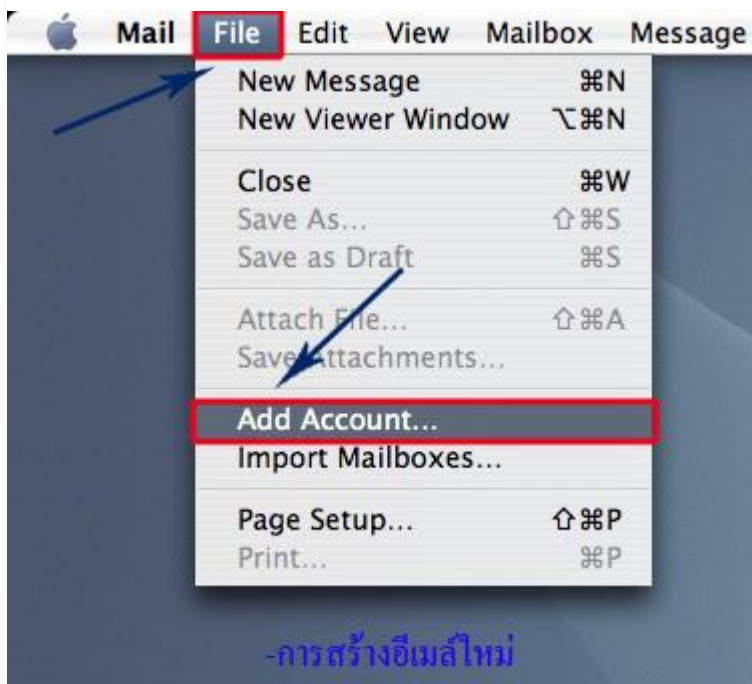 Mail File Edit View Mailbox Message
New Message ⌘N
New Viewer Window ⌥⌘N
Close ⌘W
Save As... ⇧⌘S
Save as Draft ⌘S
Attach File... ⇧⌘A
Save Attachments...
Add Account...
Import Mailboxes...
Page Setup... ⇧⌘P
Print... ⌘P
-การสร้างอีเมล์ใหม่